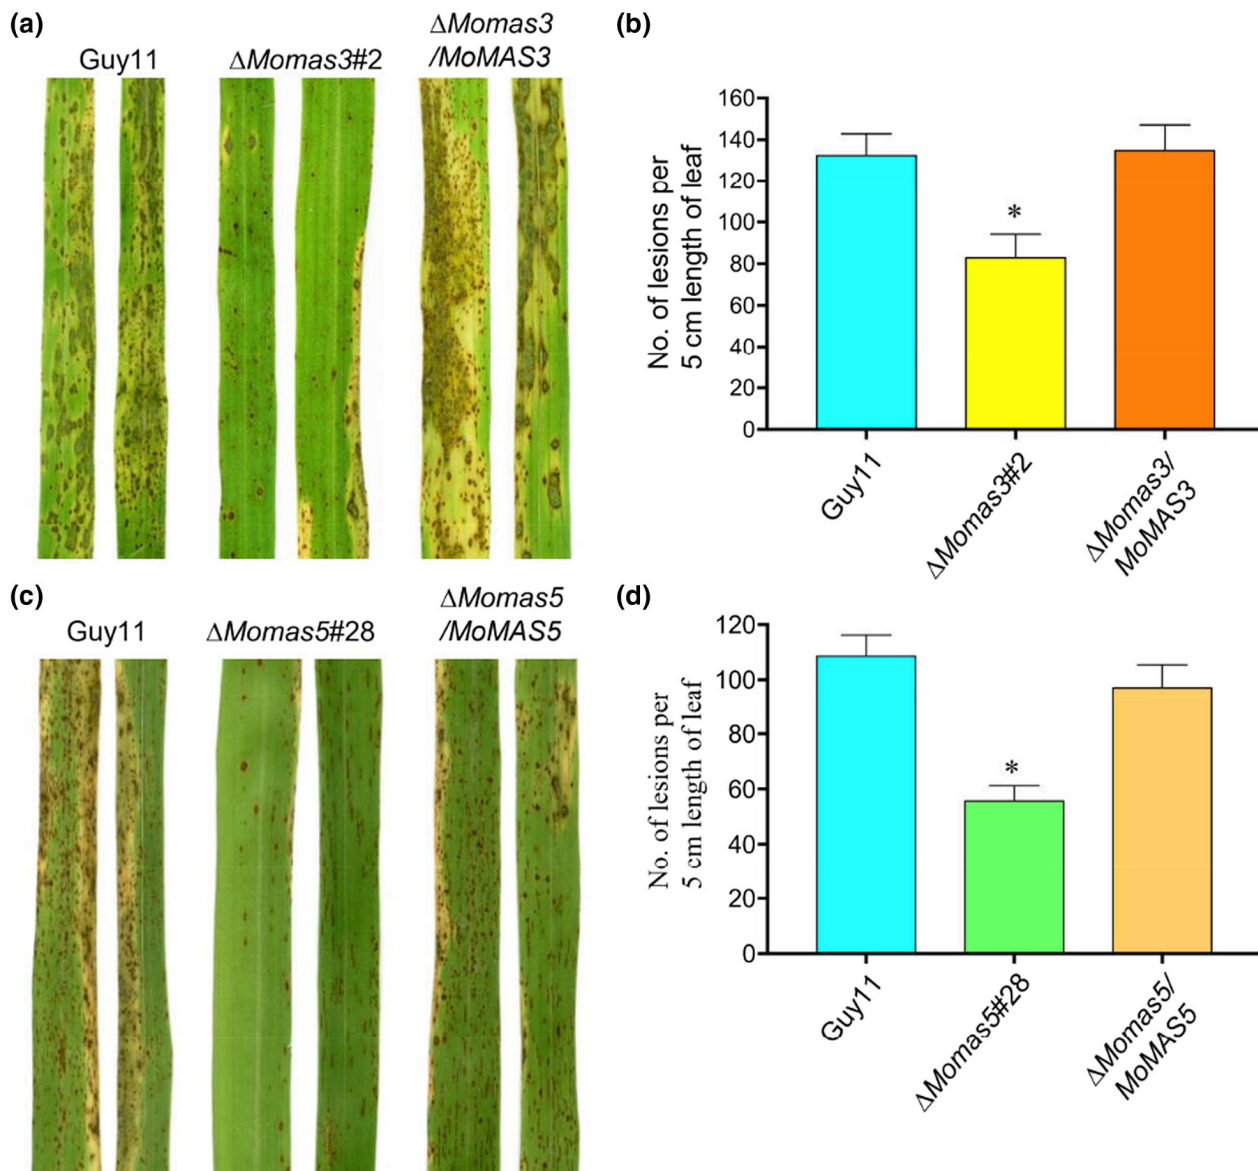 (a)
Guy11
ΔMomas3#2
ΔMomas3
/MoMAS3
(b)
No. of lesions per
5 cm length of leaf
160
140
120
100
80
60
40
20
0
*
Guy11
ΔMomas3#2
ΔMomas3/
MoMAS3
(c)
Guy11
ΔMomas5#28
ΔMomas5
/MoMAS5
(d)
No. of lesions per
5 cm length of leaf
120
100
80
60
40
20
0
*
Guy11
ΔMomas5#28
ΔMomas5/
MoMAS5